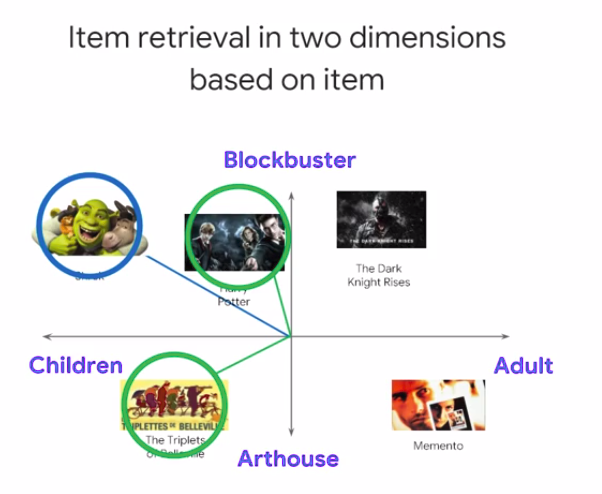 Item retrieval in two dimensions
based on item
Blockbuster
THE DARK KNIGHT RISES
The Dark
Knight Rises
Shrek
Harry
Potter
Children
Adult
TRIPLETTES DE BELLEVILLE
The Triplets
of Belleville
Memento
Arthouse